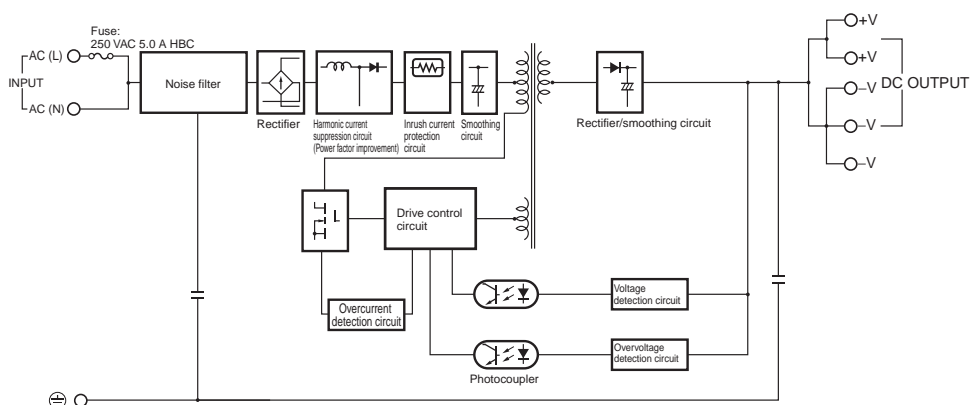 Fuse:
250 VAC 5.0 A HBC
AC (L)
INPUT
AC (N)
Noise filter
Rectifier
Harmonic current
suppression circuit
(Power factor improvement)
Inrush current
protection
circuit
Smoothing
circuit
Rectifier/smoothing circuit
+V
+V
DC OUTPUT
–V
–V
–V
Drive control
circuit
Overcurrent
detection circuit
Voltage
detection circuit
Overvoltage
detection circuit
Photocoupler